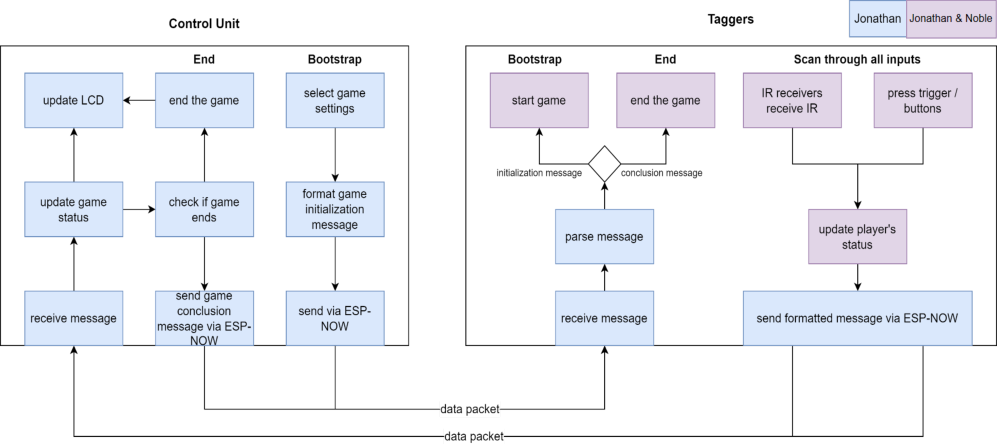 Control Unit
Taggers
Jonathan
Jonathan & Noble
End
Bootstrap
update LCD
end the game
select game
settings
update game
status
check if game
ends
format game
initialization
message
receive message
send game
conclusion
message via ESP-
NOW
send via ESP-
NOW
Bootstrap
End
Scan through all inputs
start game
end the game
IR receivers
receive IR
press trigger /
buttons
initialization message
conclusion message
parse message
update player's
status
receive message
send formatted message via ESP-NOW
data packet
data packet